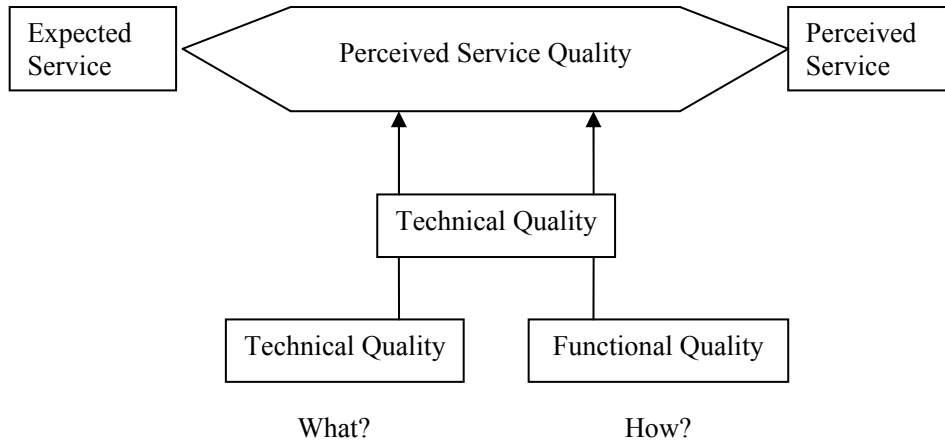 Expected
Service
Perceived Service Quality
Perceived
Service
Technical Quality
Technical Quality
Functional Quality
What?
How?